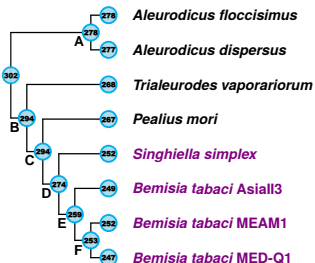 278 Aleurodicus floccisimus
278
A
277 Aleurodicus dispersus
302
268 Trialeurodes vaporariorum
B
294
267 Pealius mori
C
294
252 Singhiella simplex
D
274
249 Bemisia tabaci AsiaII3
E
259
252 Bemisia tabaci MEAM1
F
253
247 Bemisia tabaci MED-Q1